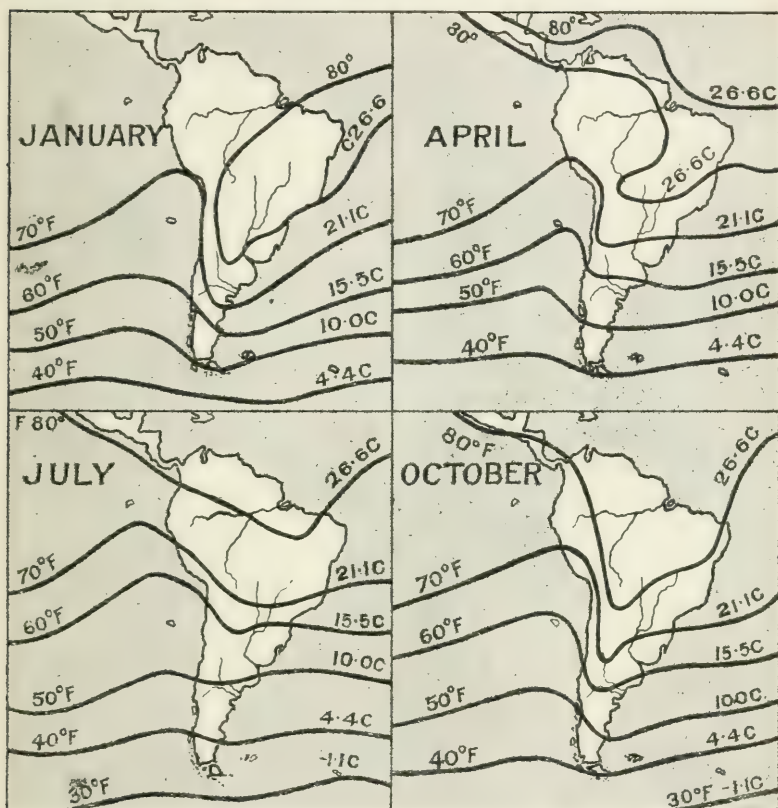 80°
C26·6
JANUARY
70°F
21·1C
60°F
15·5C
50°F
10·0C
40°F
4·4C
80°
80°
26·6C
APRIL
26·6C
70°F
21·1C
60°F
15·5C
50°F
10·0C
40°F
4·4C
F 80°
26·6C
JULY
70°F
21·1C
60°F
15·5C
50°F
10·0C
40°F
4·4C
30°F
-1·1C
80°F
26·6C
OCTOBER
70°F
21·1C
60°F
15·5C
50°F
10·0C
40°F
4·4C
30°F -1·1C